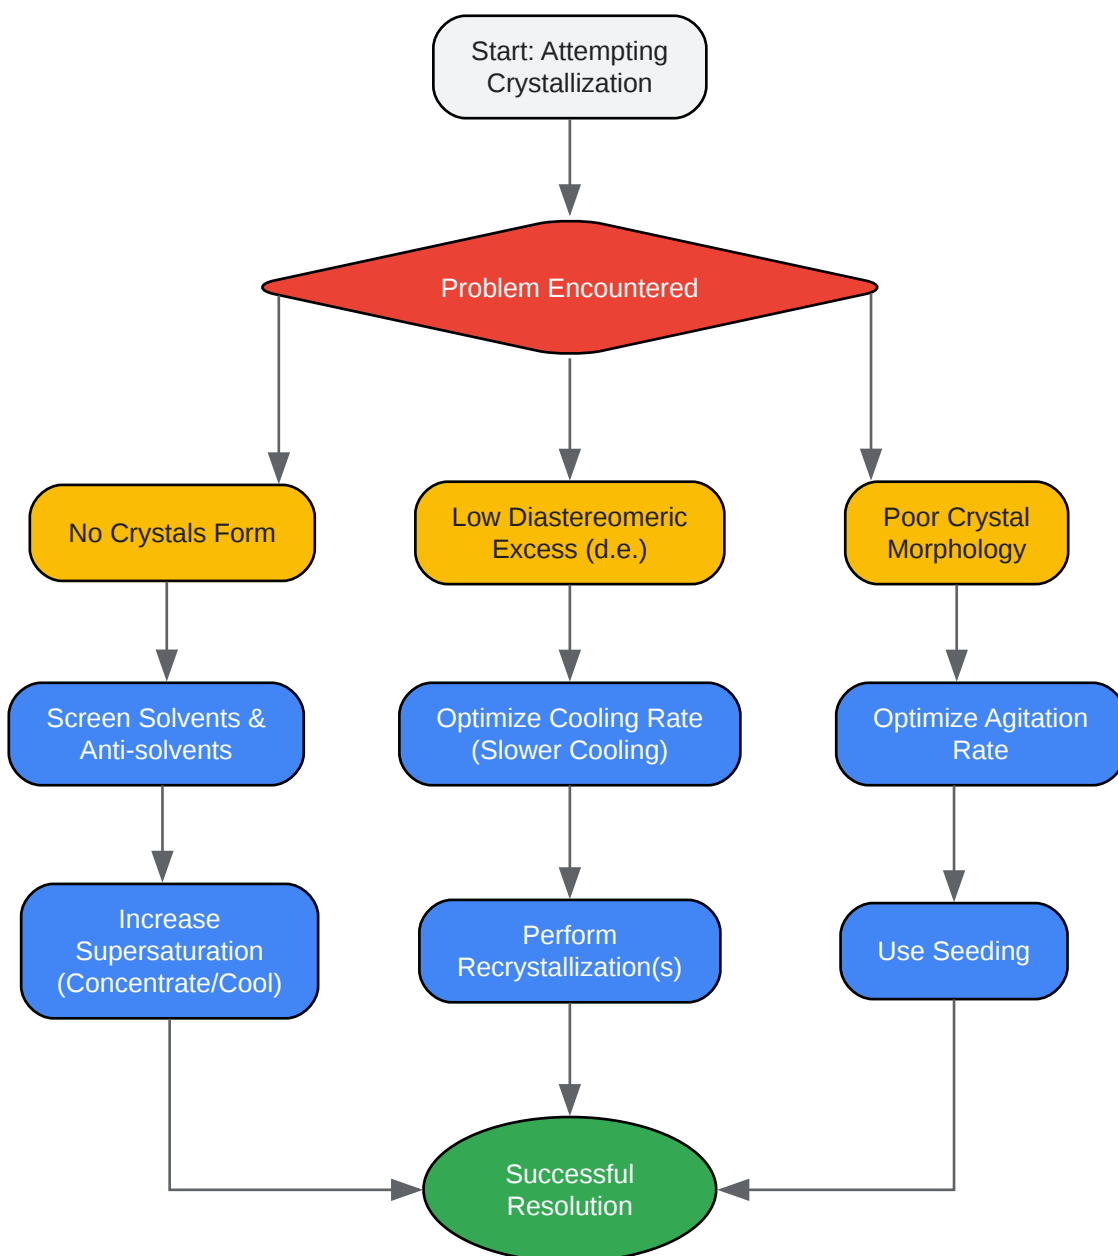 Start: Attempting
Crystallization
Problem Encountered
No Crystals Form
Low Diastereomeric
Excess (d.e.)
Poor Crystal
Morphology
Screen Solvents &
Anti-solvents
Optimize Cooling Rate
(Slower Cooling)
Optimize Agitation
Rate
Increase
Supersaturation
(Concentrate/Cool)
Perform
Recrystallization(s)
Use Seeding
Successful
Resolution